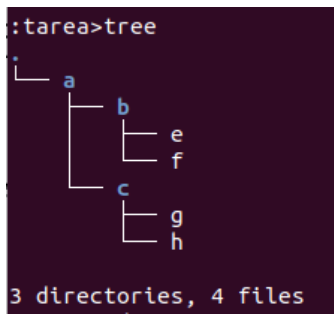 :tarea>tree
.
└── a
    ├── b
    │   ├── e
    │   └── f
    └── c
        ├── g
        └── h
3 directories, 4 files